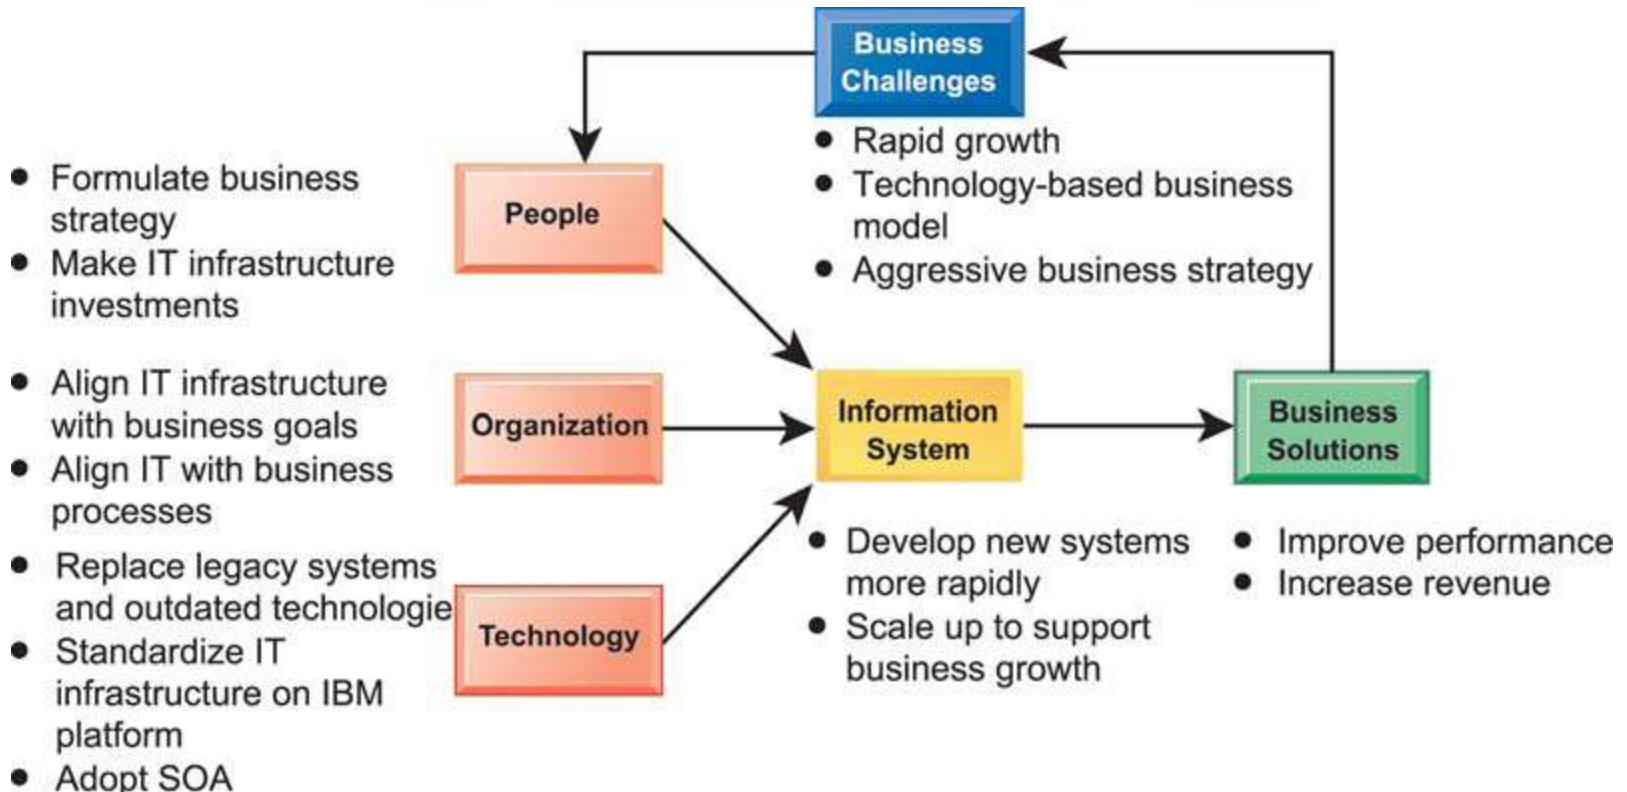 Business
Challenges
● Rapid growth
● Technology-based business
model
● Aggressive business strategy
● Formulate business
strategy
● Make IT infrastructure
investments
People
● Align IT infrastructure
with business goals
● Align IT with business
processes
Organization
Information
System
Business
Solutions
● Replace legacy systems
and outdated technologie
● Standardize IT
infrastructure on IBM
platform
● Adopt SOA
Technology
● Develop new systems
more rapidly
● Scale up to support
business growth
● Improve performance
● Increase revenue